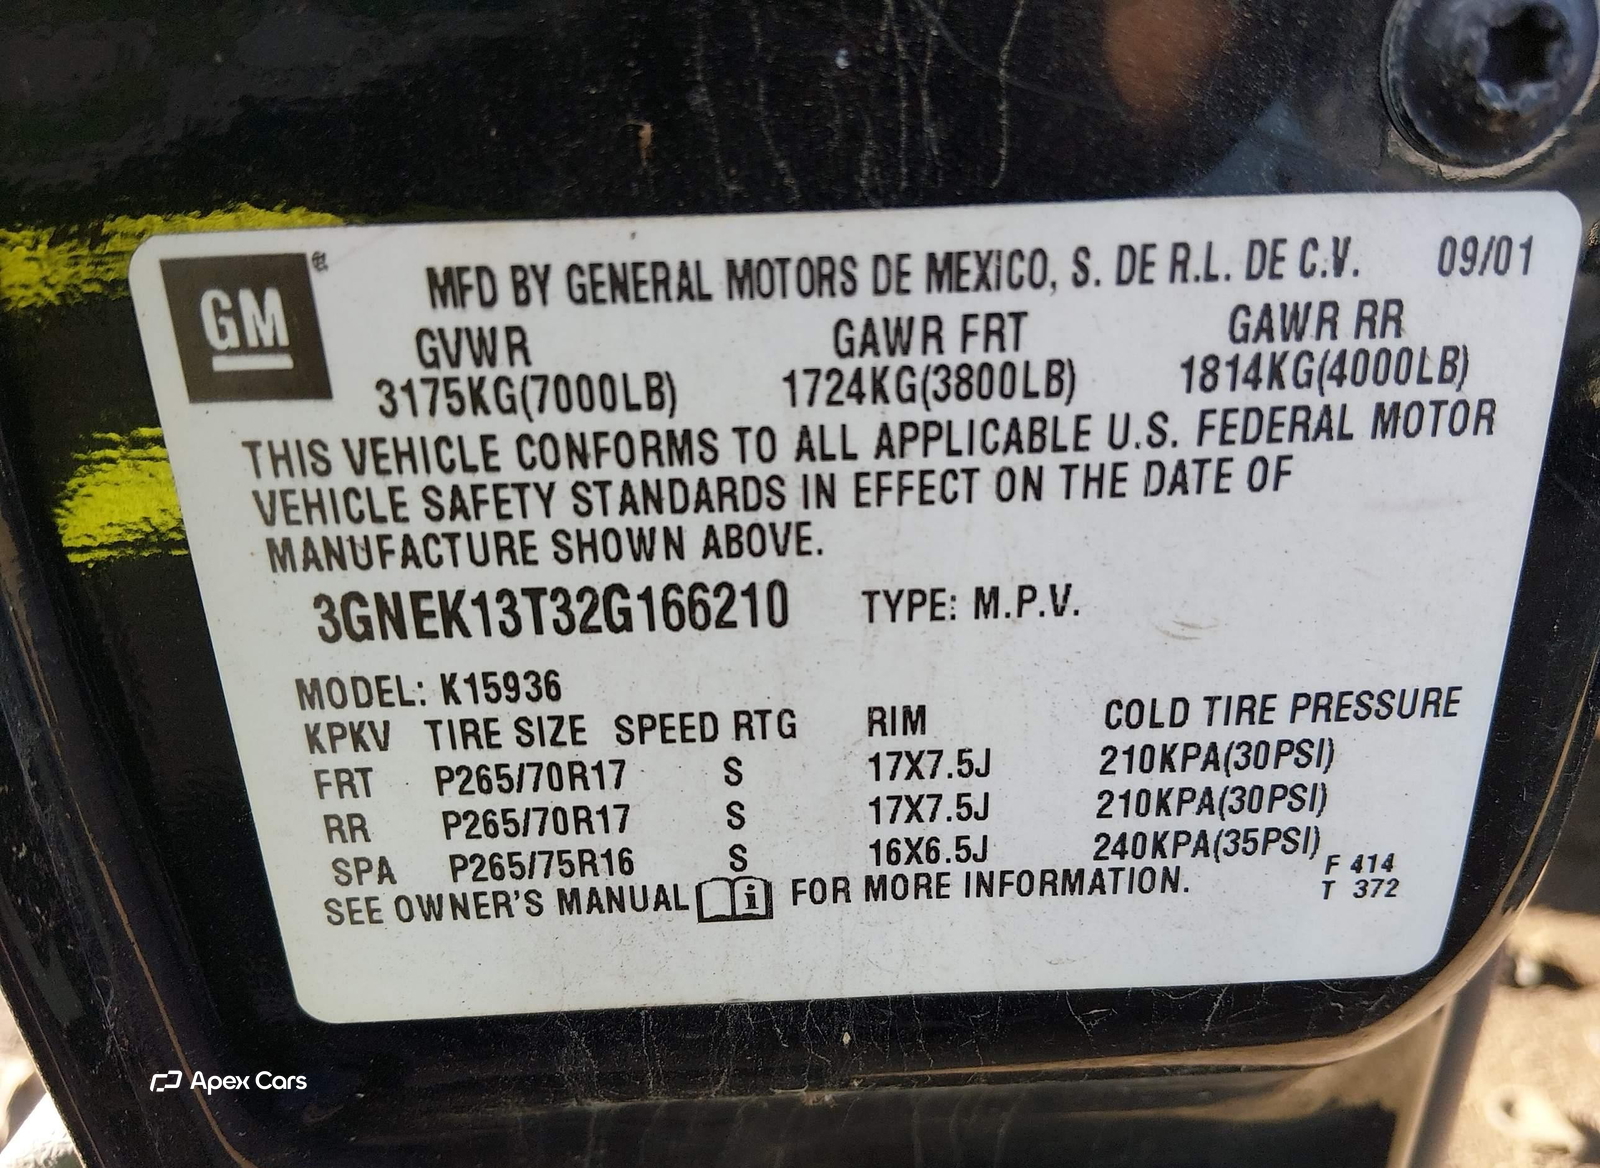 GM
MFD BY GENERAL MOTORS DE MEXICO, S. DE R.L. DE C.V. 09/01
GVWR GAWR FRT GAWR RR
3175KG(7000LB) 1724KG(3800LB) 1814KG(4000LB)
THIS VEHICLE CONFORMS TO ALL APPLICABLE U.S. FEDERAL MOTOR
VEHICLE SAFETY STANDARDS IN EFFECT ON THE DATE OF
MANUFACTURE SHOWN ABOVE.
3GNEK13T32G166210 TYPE: M.P.V.
MODEL: K15936
KPKV TIRE SIZE SPEED RTG RIM COLD TIRE PRESSURE
FRT P265/70R17 S 17X7.5J 210KPA(30PSI)
RR P265/70R17 S 17X7.5J 210KPA(30PSI)
SPA P265/75R16 S 16X6.5J 240KPA(35PSI)
SEE OWNER'S MANUAL i FOR MORE INFORMATION.
F 414
T 372
Apex Cars